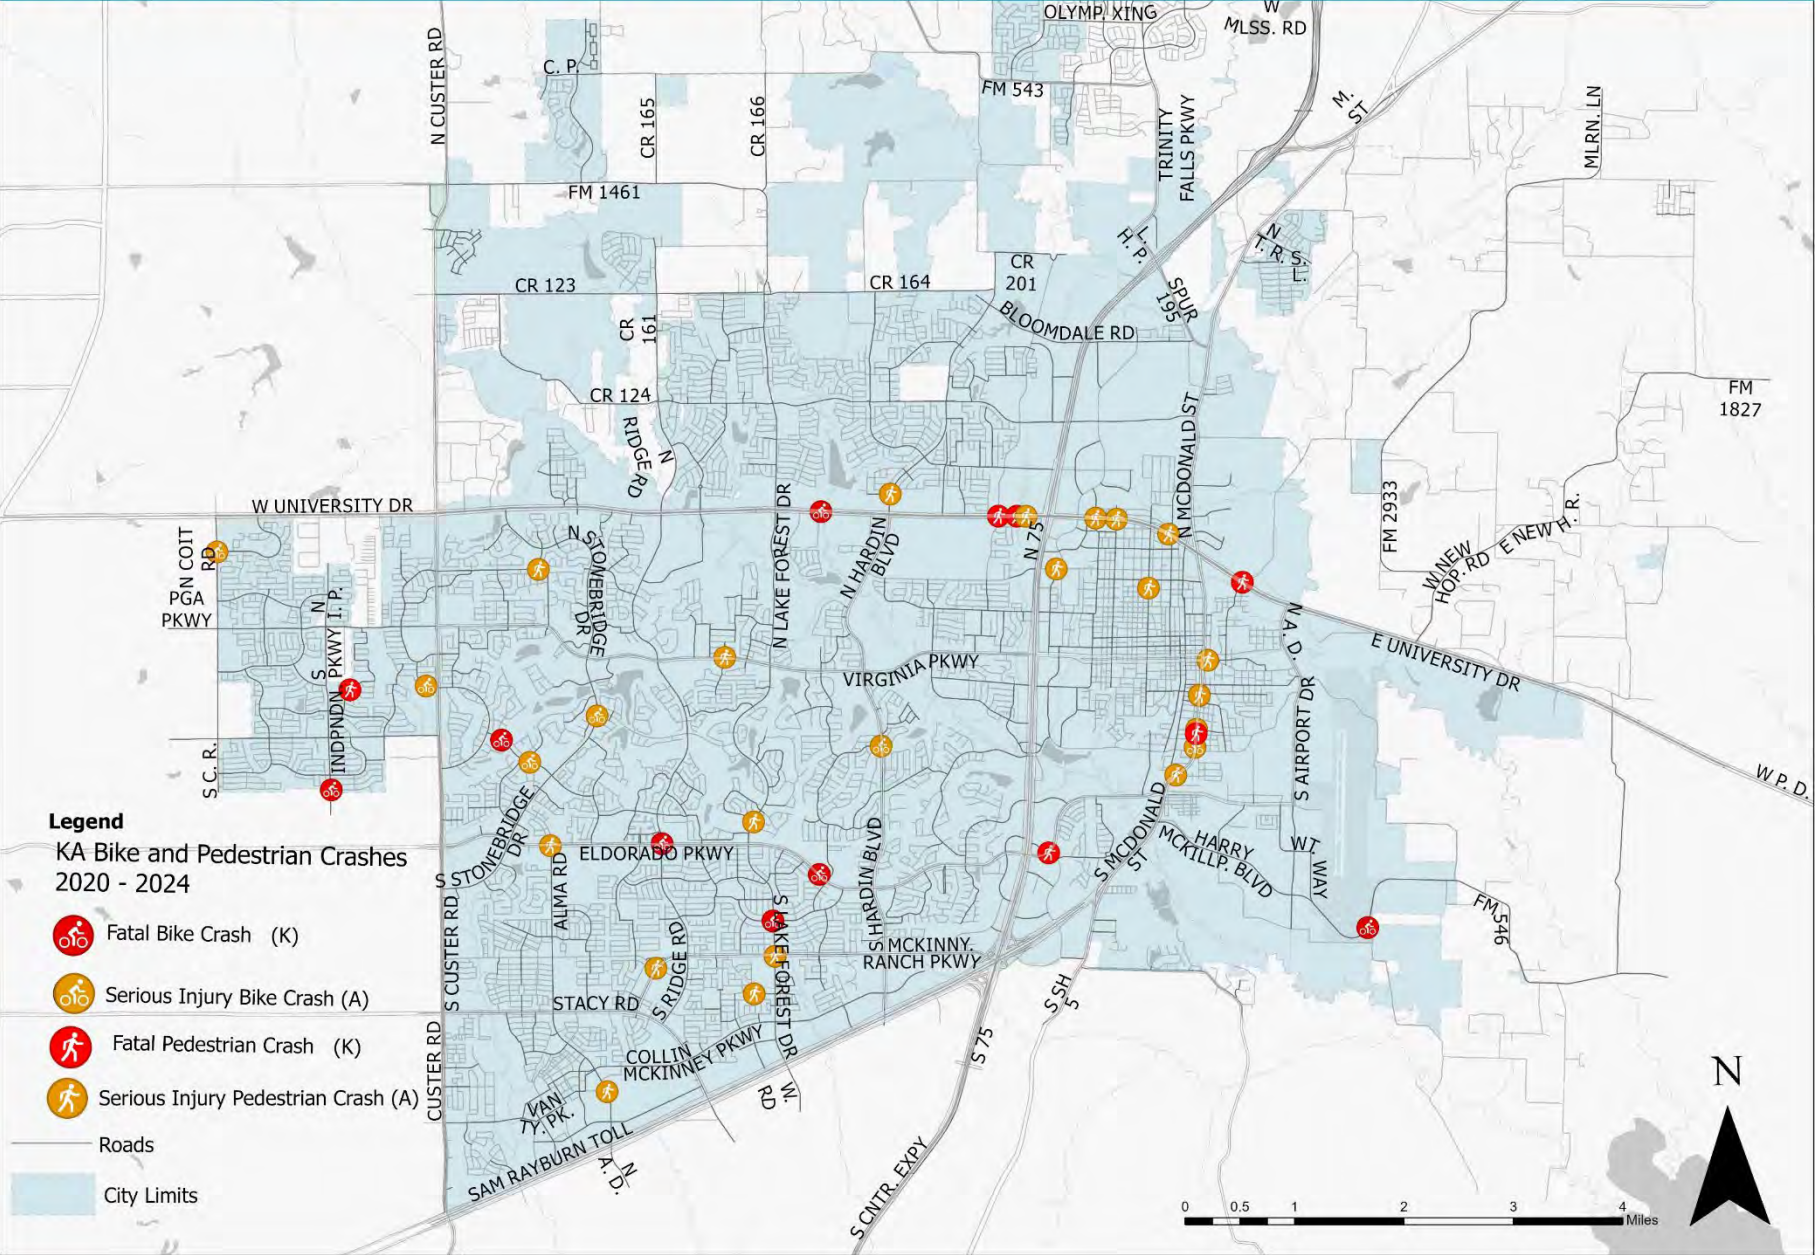 OLYMP. XING
W
MLSS. RD
N CUSTER RD
C. P.
FM 543
CR 165
CR 166
TRINITY
FALLS PKWY
M.
ST
MLRN. LN
FM 1461
L.
H. P.
N
T. R. S.
L.
CR 123
CR 164
CR
201
SPUR
195
CR
161
BLOOMDALE RD
CR 124
N
RIDGE RD
N MCDONALD ST
FM
1827
W UNIVERSITY DR
N LAKE FOREST DR
N HARDIN
BLVD
N 75
FM 2933
E NEW H. R.
W NEW
HOP. RD
PGN COIT
RD
N STONEBRIDGE
DR
PGA
PKWY
N
I. P.
N A. D.
E UNIVERSITY DR
VIRGINIA PKWY
S
INDPNDN PKWY
S AIRPORT DR
S C. R.
W P. D.
S STONEBRIDGE
DR
ELDORADO PKWY
ALMA RD
S HARDIN BLVD
S MCDONALD
ST
HARRY
MCKILLP. BLVD
WT. WAY
FM 546
S CUSTER RD
S RIDGE RD
S LAKE FOREST DR
S MCKINNY.
RANCH PKWY
STACY RD
S SH
5
COLLIN
MCKINNEY PKWY
S 75
CUSTER RD
VAN
TY. PK.
W.
RD
SAM RAYBURN TOLL
N
A. D.
S CNTR. EXPY
Legend
KA Bike and Pedestrian Crashes
2020 - 2024
Fatal Bike Crash (K)
Serious Injury Bike Crash (A)
Fatal Pedestrian Crash (K)
Serious Injury Pedestrian Crash (A)
Roads
City Limits
N
0 0.5 1 2 3 4
Miles